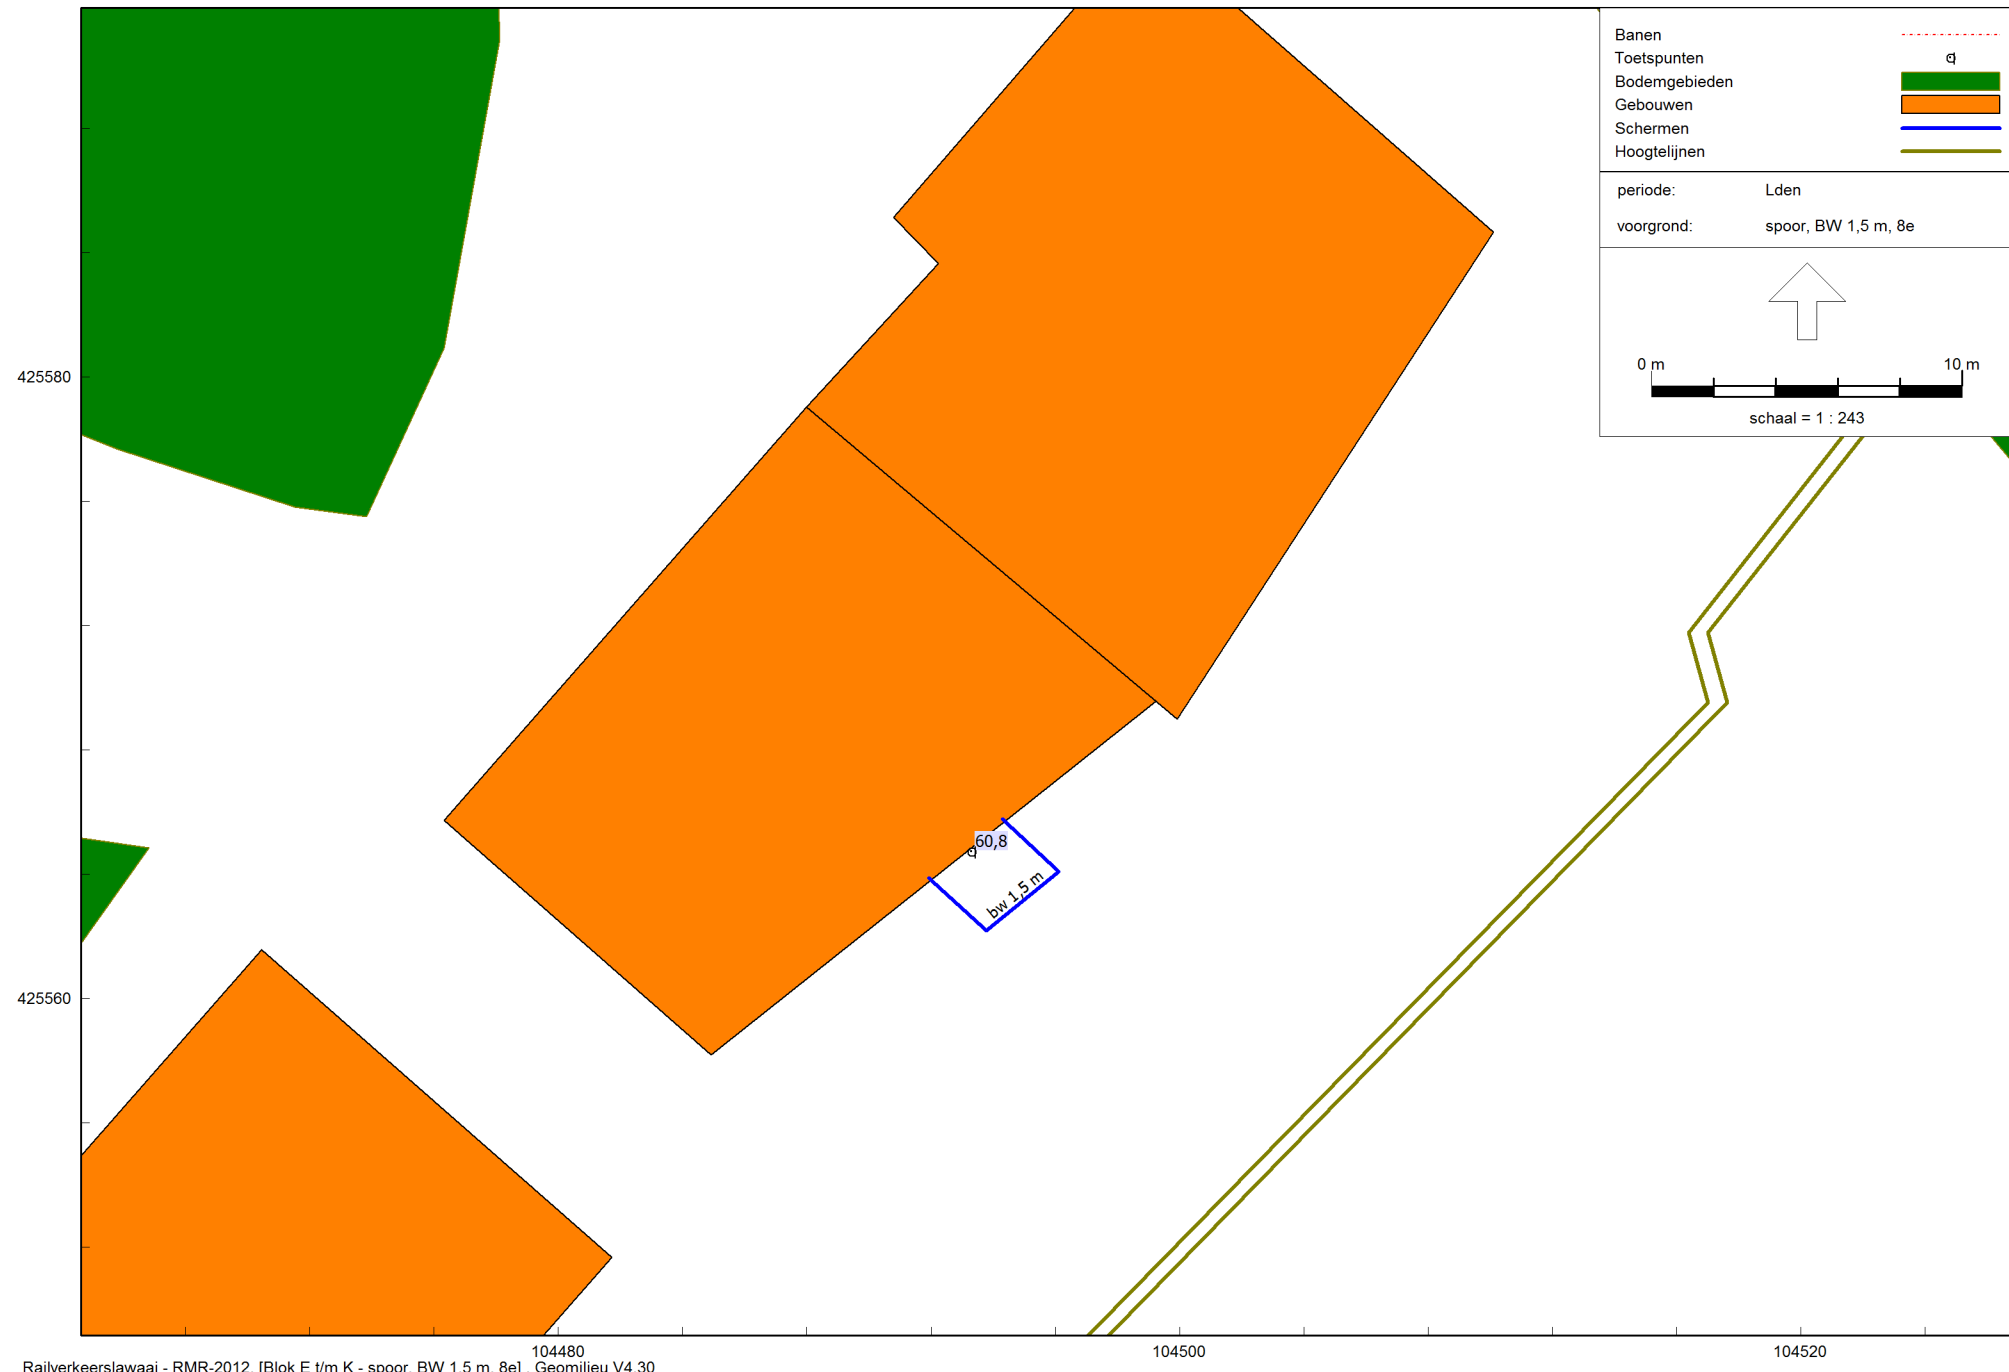 Banen
Toetspunten
Bodemgebieden
Gebouwen
Schermen
Hoogtelijnen
periode: Lden
voorgrond: spoor, BW 1,5 m, 8e
0 m 10 m
schaal = 1 : 243
425580
60,8
bw 1,5 m
425560
104480 104500 104520
Railverkeerslawaai - RMR-2012, [Blok E t/m K - spoor, BW 1,5 m, 8e] , Geomilieu V4.30